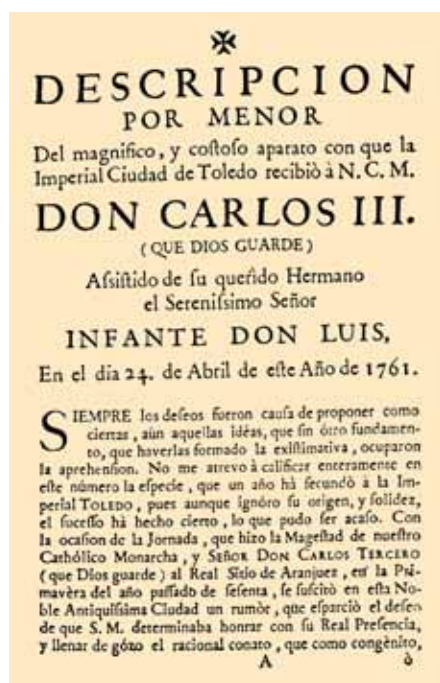 ✠
DESCRIPCION
POR MENOR
Del magnifico, y coſtoſo aparato con que la
Imperial Ciudad de Toledo recibiò à N. C. M.
DON CARLOS III.
(QUE DIOS GUARDE)
Aſsiſtido de ſu querido Hermano
el Sereniſsimo Señor
INFANTE DON LUIS,
En el dia 24. de Abril de eſte Año de 1761.
SIEMPRE los deſeos fueron cauſa de proponer como
ciertas, aùn aquellas idèas, que ſin òtro fundamen-
to, que haverlas formado la exiſtimativa, ocuparon
la aprehenſion. No me atrevo à calificar enteramente en
eſte número la eſpecie, que un año hà ſecundò à la Im-
perial TOLEDO, pues aunque ignóro ſu origen, y ſolidez,
el ſuceſſo hà hecho cierto, lo que pudo ſer acaſo. Con
la ocaſion de la Jornada, que hizo la Mageſtad de nueſtro
Cathólico Monarcha, y SEÑOR DON CARLOS TERCERO
(que Dios guarde) al Real Sitio de Aranjuez, en la Pri-
mavèra del año paſſado de ſeſenta, ſe ſuſcitò en eſta No-
ble Antiquíſsima Ciudad un rumòr, que eſparciò el deſeo
de que S. M. determinaba honrar con ſu Real Preſencia,
y llenar de gózo el racional conato, que como congènito,
A ò